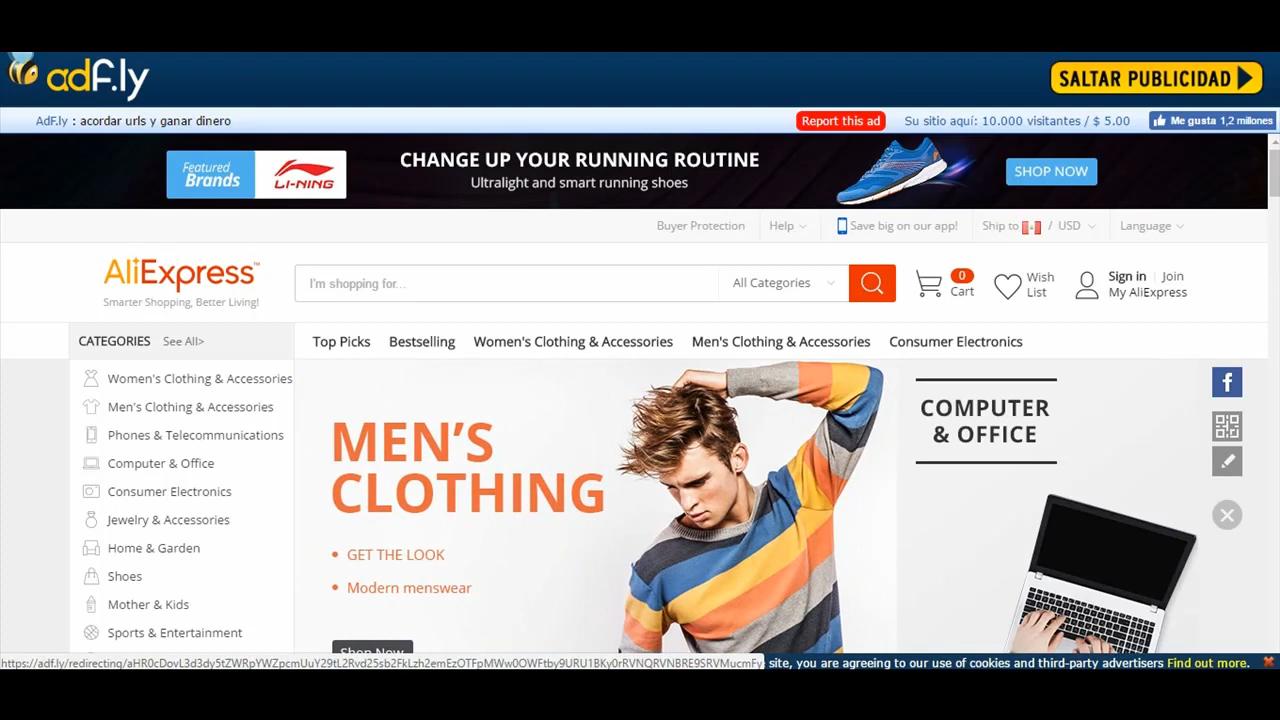 adf.ly
SALTAR PUBLICIDAD
AdF.ly : acordar urls y ganar dinero
Report this ad
Su sitio aquí: 10.000 visitantes / $ 5.00
Me gusta 1,2 millones
Featured
Brands
LI-NING
CHANGE UP YOUR RUNNING ROUTINE
Ultralight and smart running shoes
SHOP NOW
Buyer Protection
Help
Save big on our app!
Ship to / USD
Language
AliExpress™
Smarter Shopping, Better Living!
I'm shopping for...
All Categories
0
Cart
Wish
List
Sign in | Join
My AliExpress
CATEGORIES See All>
Top Picks
Bestselling
Women's Clothing & Accessories
Men's Clothing & Accessories
Consumer Electronics
Women's Clothing & Accessories
Men's Clothing & Accessories
Phones & Telecommunications
Computer & Office
Consumer Electronics
Jewelry & Accessories
Home & Garden
Shoes
Mother & Kids
Sports & Entertainment
MEN'S
CLOTHING
• GET THE LOOK
• Modern menswear
Shop Now
COMPUTER
& OFFICE
site, you are agreeing to our use of cookies and third-party advertisers Find out more.